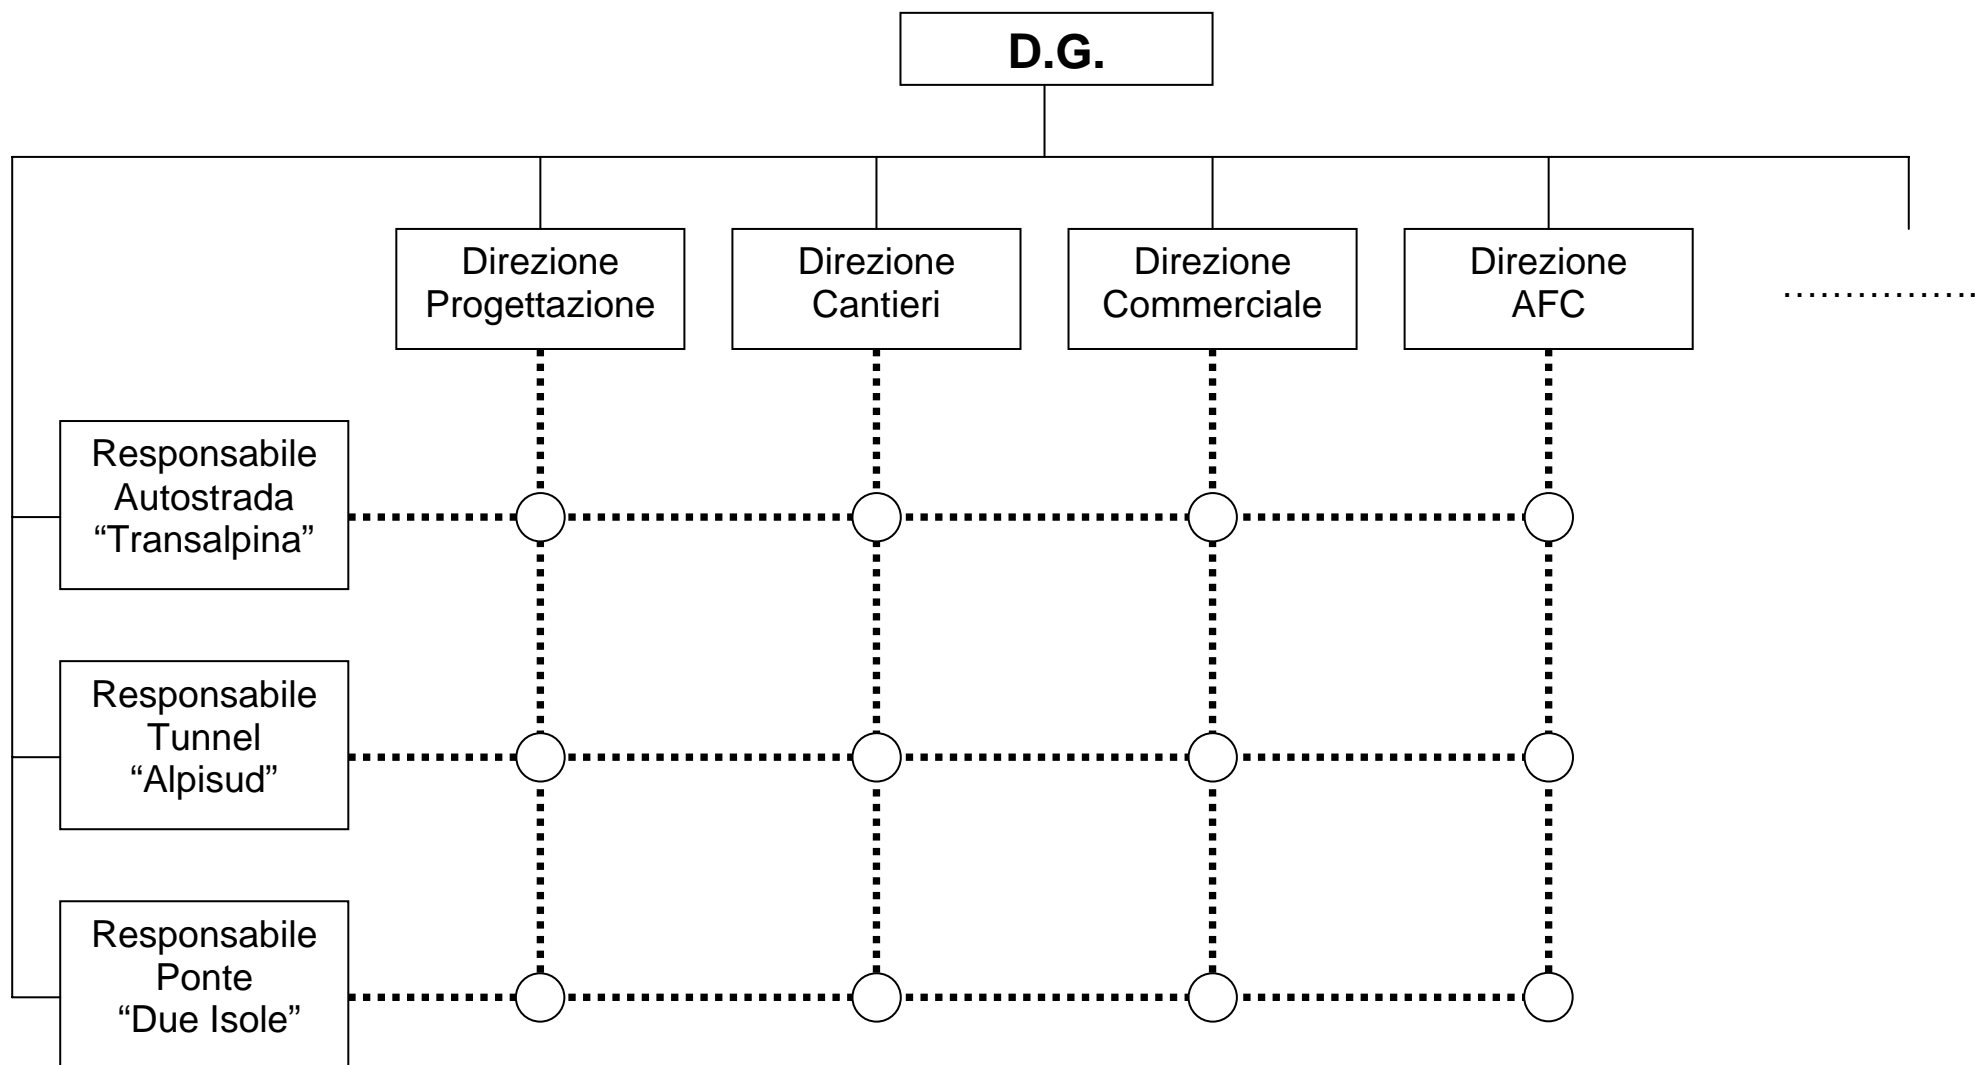 D.G.
Direzione
Progettazione
Direzione
Cantieri
Direzione
Commerciale
Direzione
AFC
................
Responsabile
Autostrada
“Transalpina”
Responsabile
Tunnel
“Alpisud”
Responsabile
Ponte
“Due Isole”